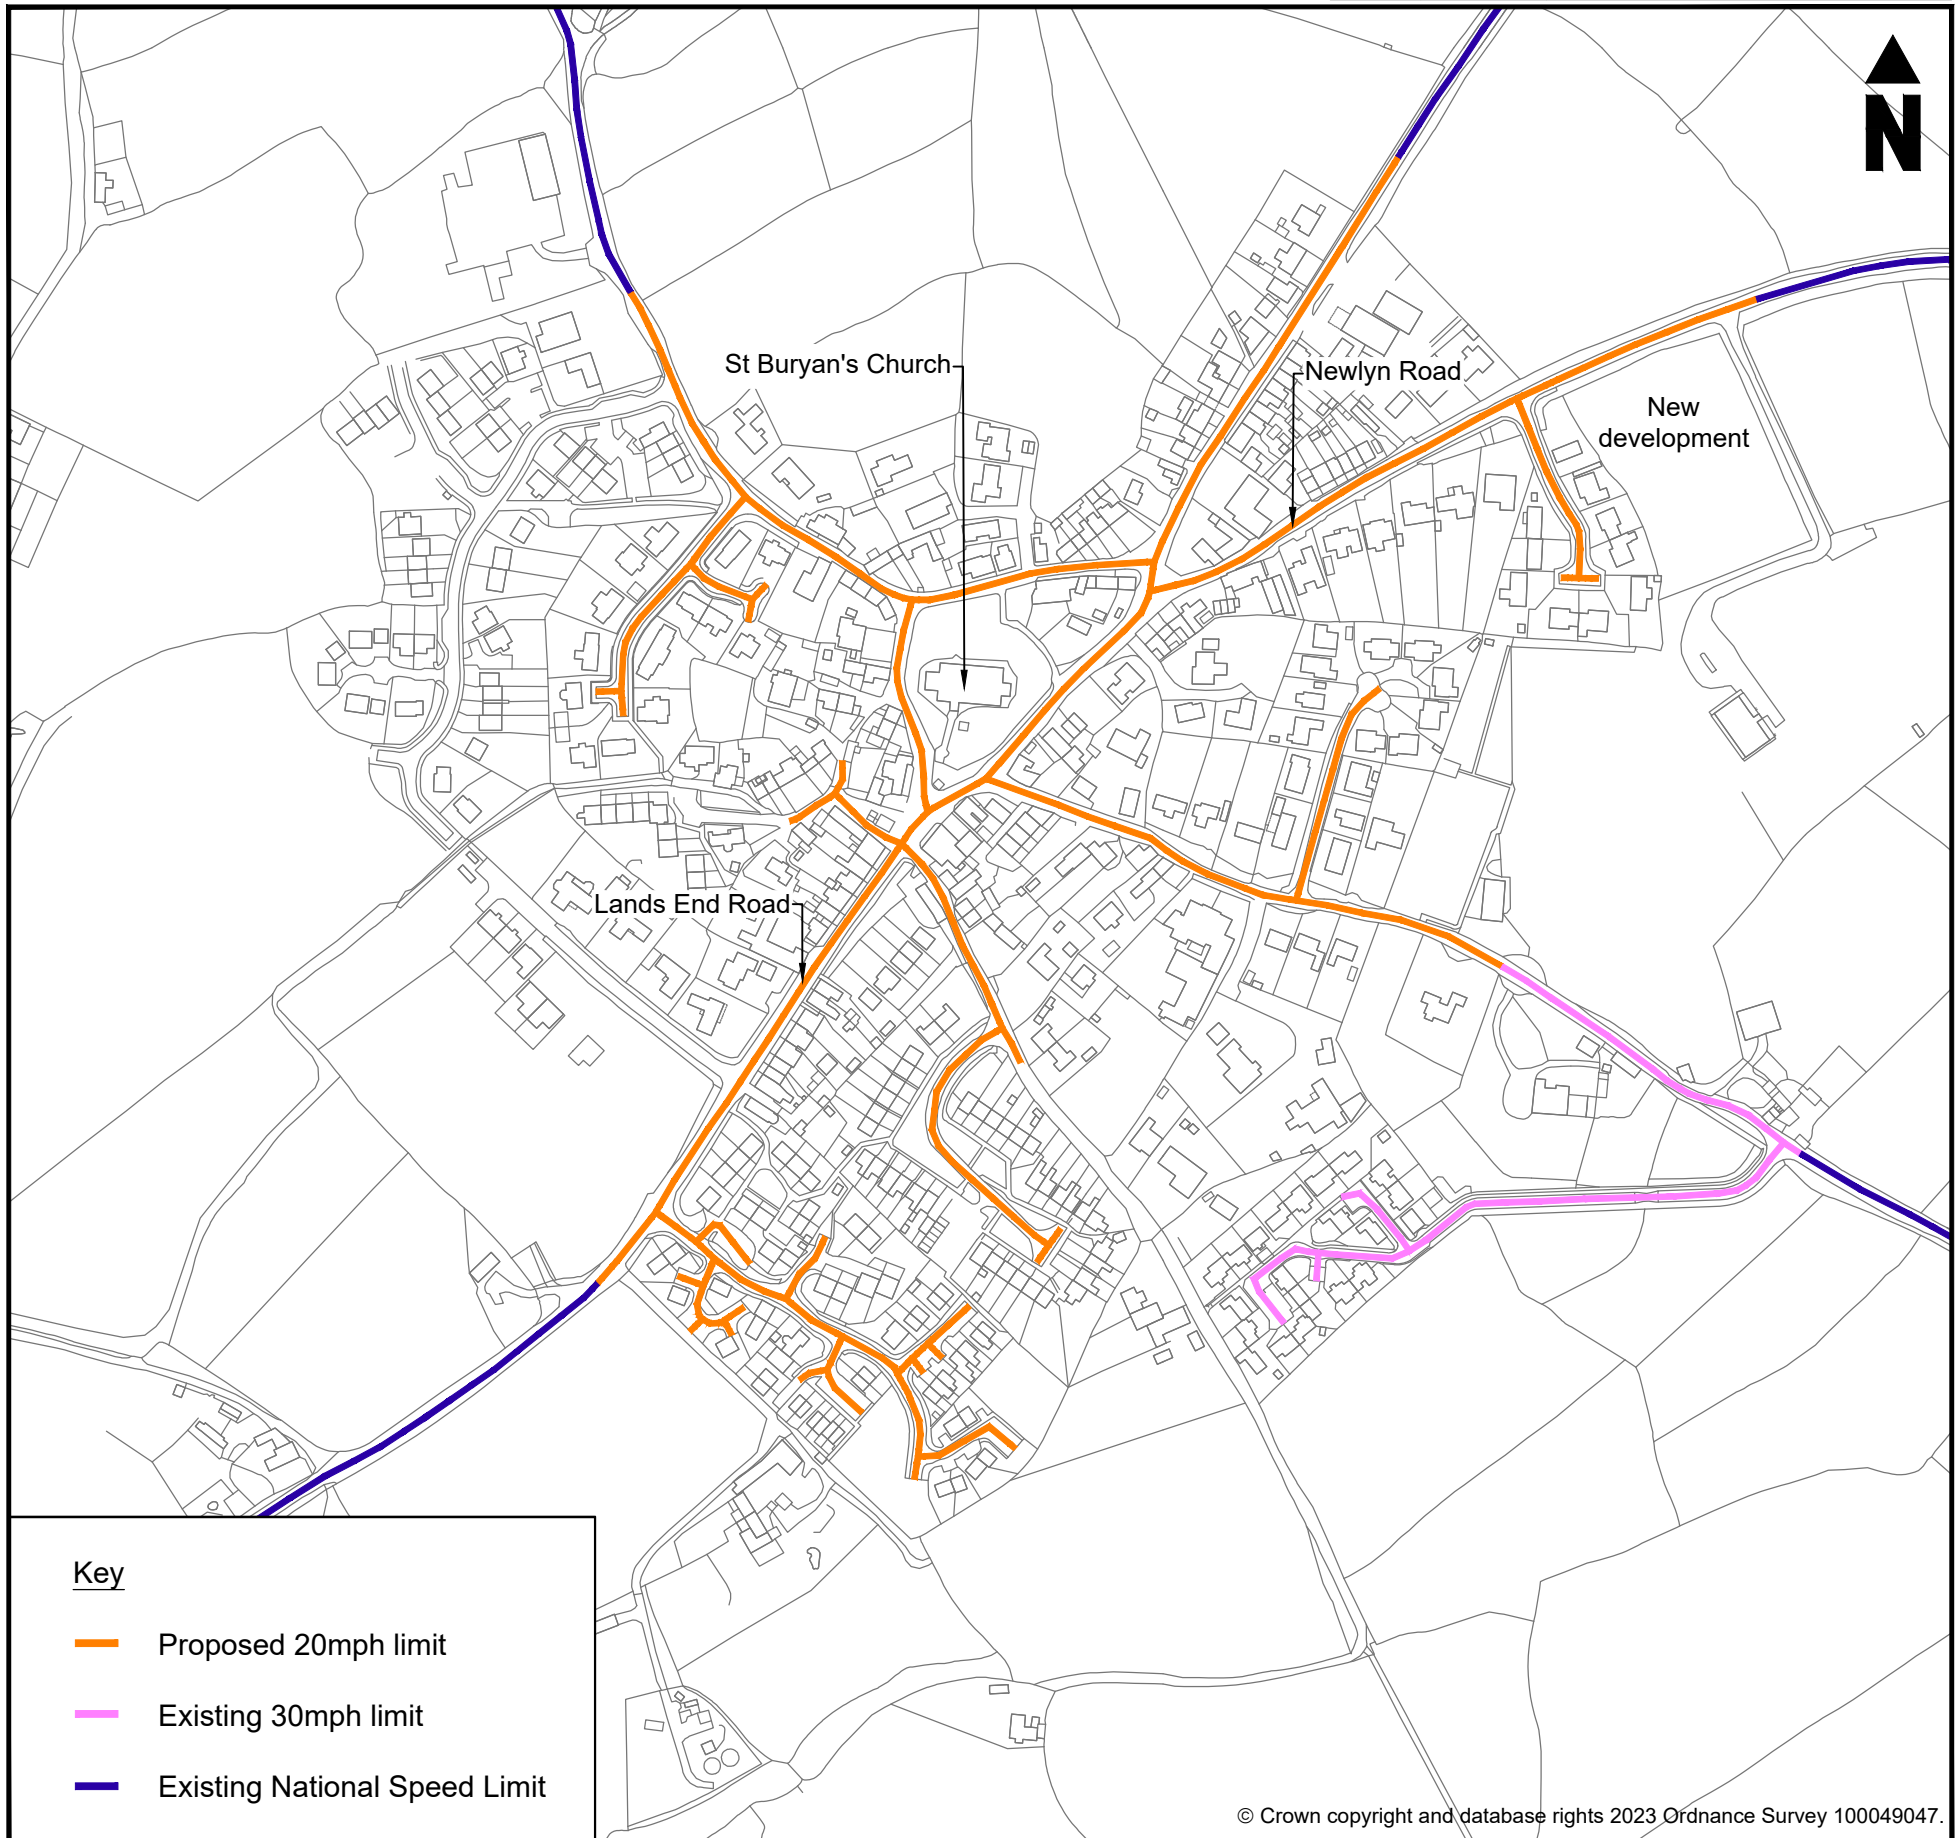 N
St Buryan's Church
Newlyn Road
New
development
Lands End Road
Key
Proposed 20mph limit
Existing 30mph limit
Existing National Speed Limit
© Crown copyright and database rights 2023 Ordnance Survey 100049047.